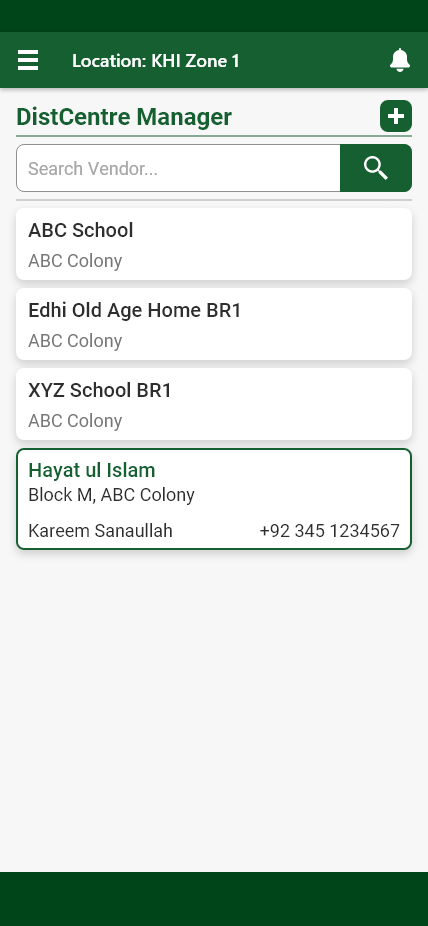 Location: KHI Zone 1
DistCentre Manager
Search Vendor...
ABC School
ABC Colony
Edhi Old Age Home BR1
ABC Colony
XYZ School BR1
ABC Colony
Hayat ul Islam
Block M, ABC Colony
Kareem Sanaullah +92 345 1234567